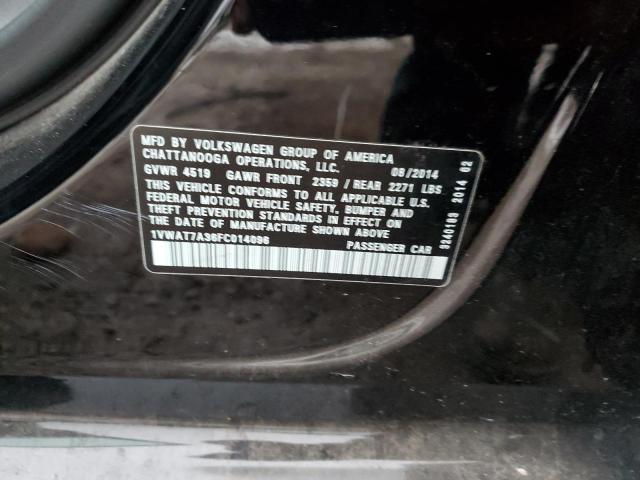 MFD BY VOLKSWAGEN GROUP OF AMERICA
CHATTANOOGA OPERATIONS, LLC. 08/2014
GVWR 4519 GAWR FRONT 2359 / REAR 2271 LBS
THIS VEHICLE CONFORMS TO ALL APPLICABLE U.S.
FEDERAL MOTOR VEHICLE SAFETY, BUMPER AND
THEFT PREVENTION STANDARDS IN EFFECT ON
THE DATE OF MANUFACTURE SHOWN ABOVE
1VWAT7A36FC014096 PASSENGER CAR
3240193 2014 02